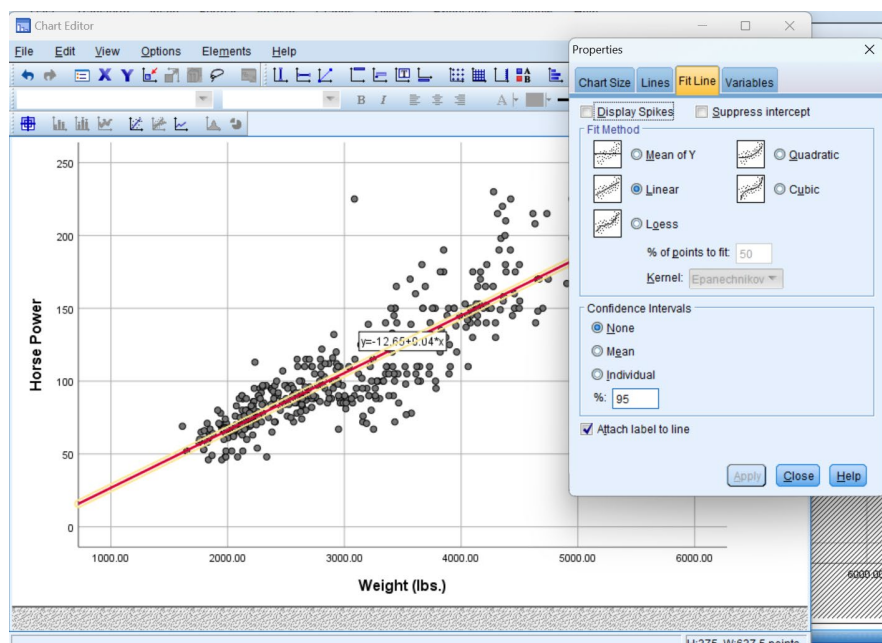 Chart Editor
File Edit View Options Elements Help
X Y
B I A
250
200
150
100
50
0
Horse Power
y=-12.65+0.04*x
1000.00 2000.00 3000.00 4000.00 5000.00 6000.00
Weight (lbs.)
Properties
Chart Size Lines Fit Line Variables
Display Spikes Suppress intercept
Fit Method
Mean of Y Quadratic
Linear Cubic
Loess
% of points to fit: 50
Kernel: Epanechnikov
Confidence Intervals
None
Mean
Individual
%: 95
Attach label to line
Apply Close Help
6000.00